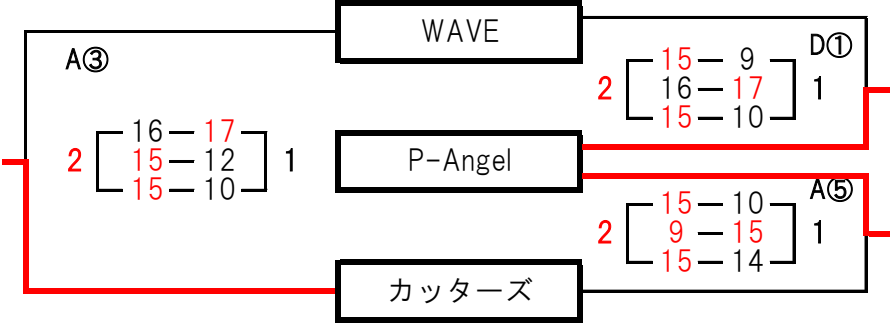 WAVE
A③
D①
2 15 — 9 1
16 — 17
15 — 10
2 16 — 17 1
15 — 12
15 — 10
P-Angel
A⑤
2 15 — 10 1
9 — 15
15 — 14
カッターズ